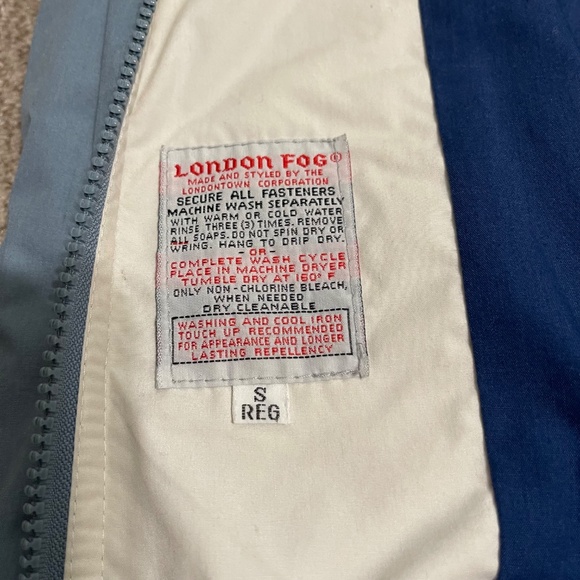 LONDON FOG®
MADE AND STYLED BY THE
LONDONTOWN CORPORATION
SECURE ALL FASTENERS
MACHINE WASH SEPARATELY
WITH WARM OR COLD WATER
RINSE THREE (3) TIMES. REMOVE
ALL SOAPS. DO NOT SPIN DRY OR
WRING. HANG TO DRIP DRY.
-OR-
COMPLETE WASH CYCLE
PLACE IN MACHINE DRYER
TUMBLE DRY AT 160° F
ONLY NON-CHLORINE BLEACH,
WHEN NEEDED
DRY CLEANABLE
WASHING AND COOL IRON
TOUCH UP RECOMMENDED
FOR APPEARANCE AND LONGER
LASTING REPELLENCY
S
REG